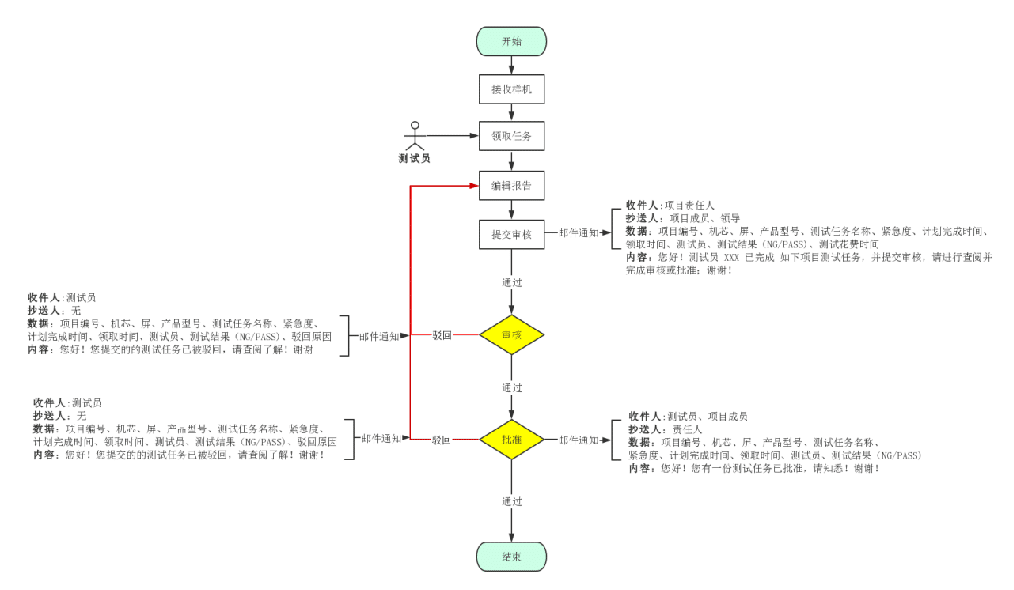 开始
接收样机
领取任务
测试员
编辑报告
提交审核
邮件通知
收件人:项目责任人
抄送人：项目成员、领导
数据：项目编号、机芯、屏、产品型号、测试任务名称、紧急度、计划完成时间、
领取时间、测试员、测试结果（NG/PASS）、测试花费时间
内容：您好！测试员 XXX 已完成 如下项目测试任务，并提交审核，请进行查阅并
完成审核或批准；谢谢！
通过
收件人:测试员
抄送人：无
数据：项目编号、机芯、屏、产品型号、测试任务名称、紧急度、
计划完成时间、领取时间、测试员、测试结果（NG/PASS）、驳回原因
内容：您好！您提交的的测试任务已被驳回，请查阅了解！谢谢
邮件通知
驳回
审核
通过
收件人:测试员
抄送人：无
数据：项目编号、机芯、屏、产品型号、测试任务名称、紧急度、
计划完成时间、领取时间、测试员、测试结果（NG/PASS）、驳回原因
内容：您好！您提交的的测试任务已被驳回，请查阅了解！谢谢！
邮件通知
驳回
批准
邮件通知
收件人:测试员、项目成员
抄送人：责任人
数据：项目编号、机芯、屏、产品型号、测试任务名称、
紧急度、计划完成时间、领取时间、测试员、测试结果（NG/PASS）
内容：您好！您有一份测试任务已批准，请知悉！谢谢！
通过
结束